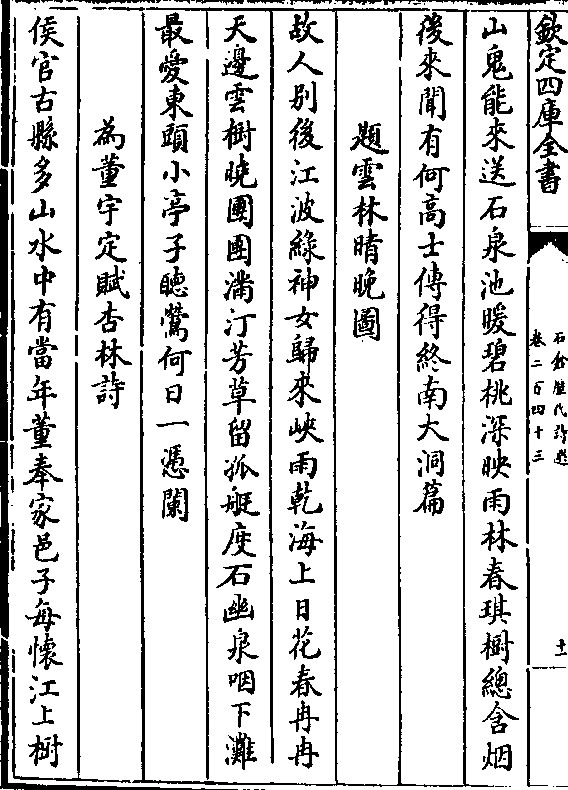 欽定四庫全書
石倉歷代詩選
卷二百四十三
十一
山鬼能來送石泉池暖碧桃深映雨林春琪樹總含烟
後來聞有何高士傳得終南大洞篇
題雲林晴晚圖
故人別後江波綠神女歸來峽雨乾海上日花春冉冉
天邊雲樹曉團團滿汀芳草留孤艇度石幽泉咽下灘
最愛東頭小亭子聽鶯何日一憑闌
為董宇定賦杏林詩
侯官古縣多山水中有當年董奉家邑子每懷江上樹